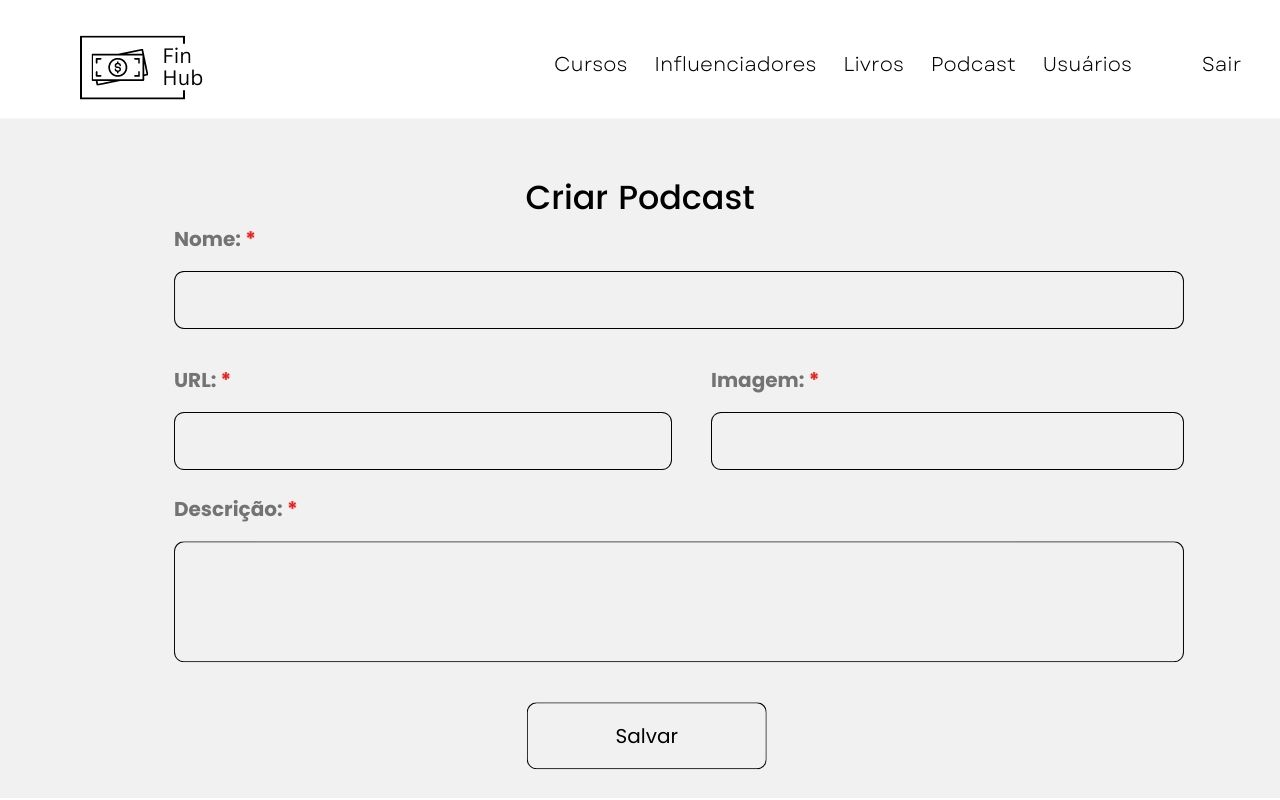 Fin
Hub
Cursos Influenciadores Livros Podcast Usuários Sair
Criar Podcast
Nome: *
URL: * Imagem: *
Descrição: *
Salvar